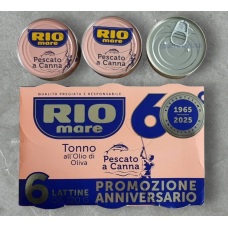 RIO
mare
Pescato
a Canna
RIO
mare
Pescato
a Canna
QUALITÀ PREGIATA E RESPONSABILE
RIO
mare
60
1965
2025
Tonno
all'Olio di
Oliva
Pescato
a Canna
6 LATTINE
PROMOZIONE
ANNIVERSARIO